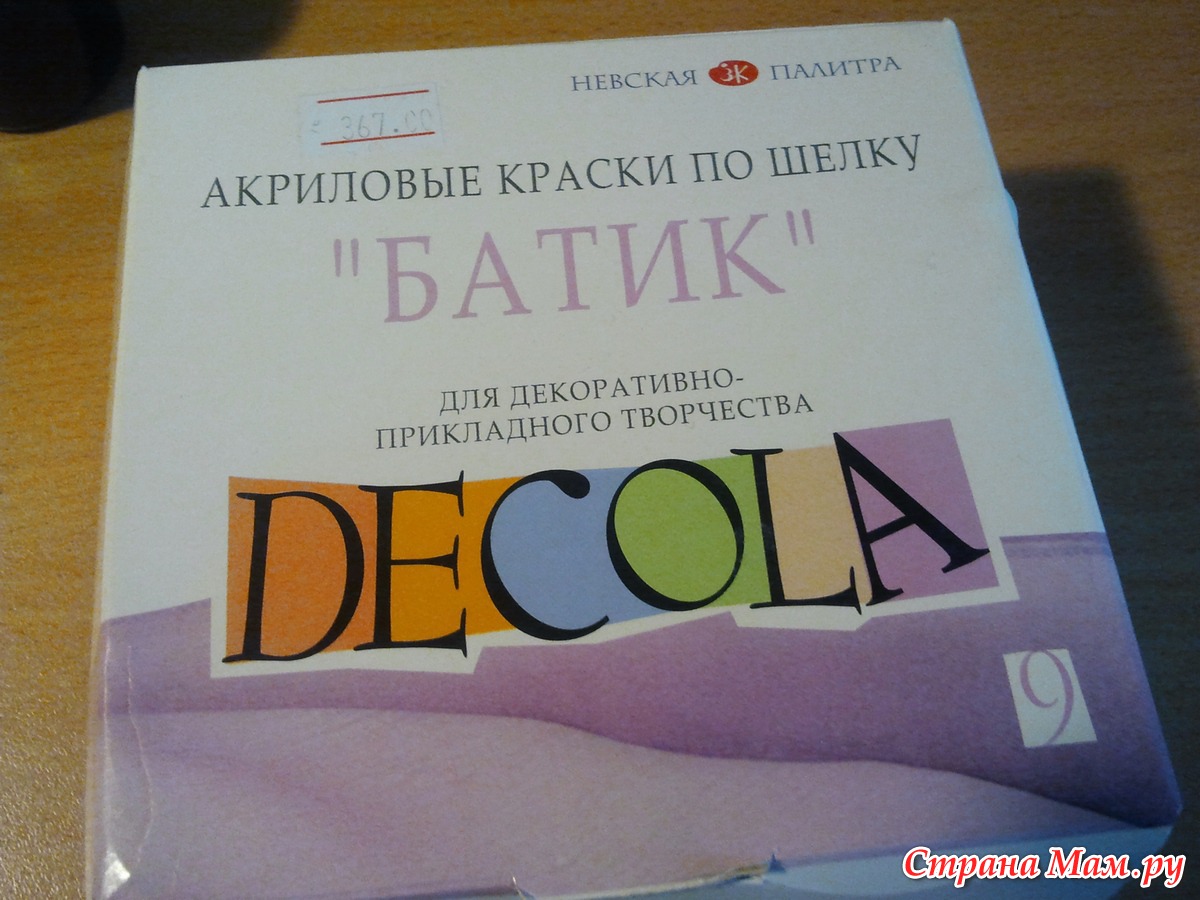 НЕВСКАЯ ЗК ПАЛИТРА
367.00
АКРИЛОВЫЕ КРАСКИ ПО ШЕЛКУ
"БАТИК"
ДЛЯ ДЕКОРАТИВНО-
ПРИКЛАДНОГО ТВОРЧЕСТВА
DECOLA
9
Страна Мам.ру